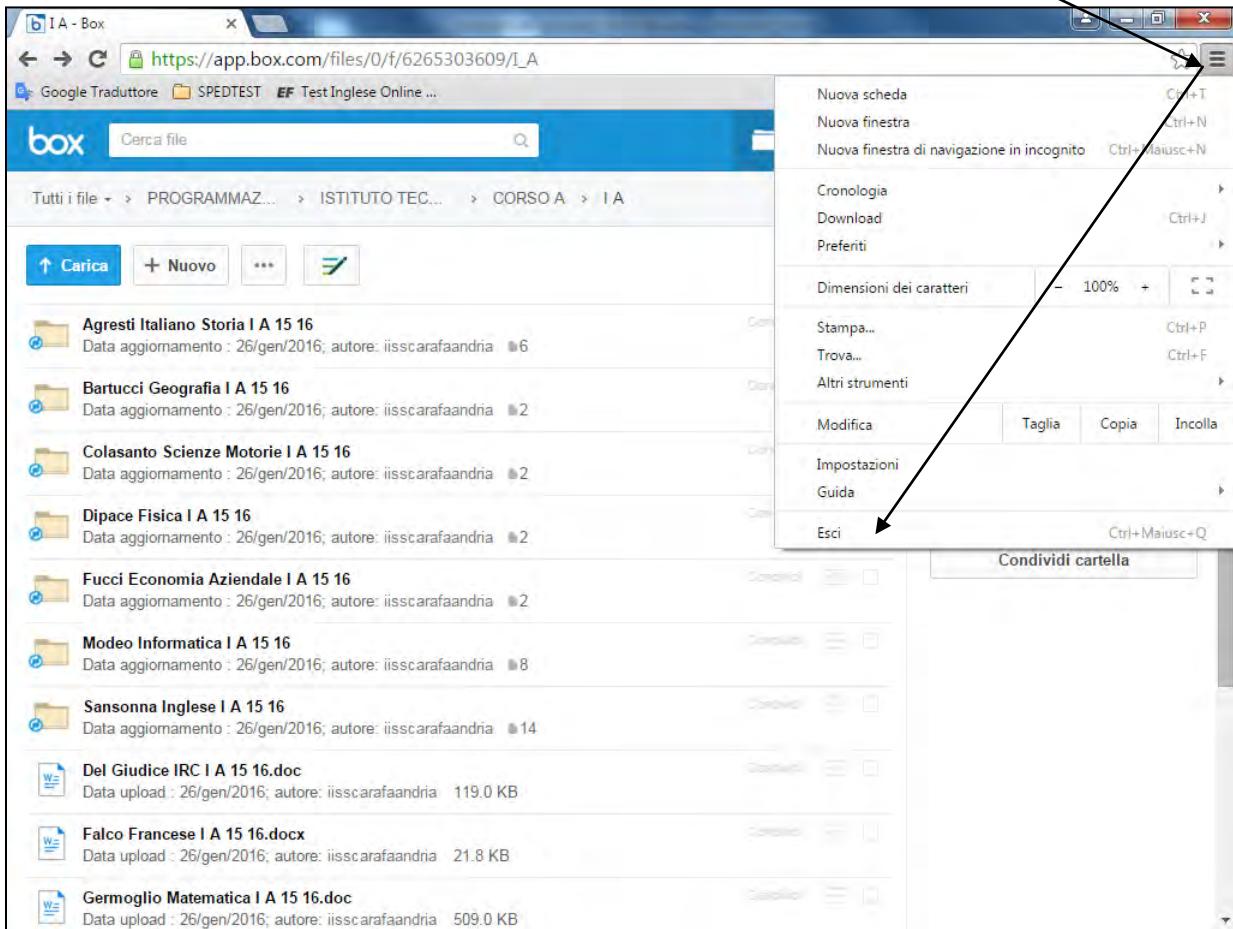 I A - Box
https://app.box.com/files/0/f/6265303609/I_A
Google Traduttore SPEDTEST EF Test Inglese Online ...
box Cerca file
Tutti i file > PROGRAMMAZ... > ISTITUTO TEC... > CORSO A > I A
Carica + Nuovo ...
Agresti Italiano Storia I A 15 16
Data aggiornamento : 26/gen/2016; autore: iisscarafaandria 6
Bartucci Geografia I A 15 16
Data aggiornamento : 26/gen/2016; autore: iisscarafaandria 2
Colasanto Scienze Motorie I A 15 16
Data aggiornamento : 26/gen/2016; autore: iisscarafaandria 2
Dipace Fisica I A 15 16
Data aggiornamento : 26/gen/2016; autore: iisscarafaandria 2
Fucci Economia Aziendale I A 15 16
Data aggiornamento : 26/gen/2016; autore: iisscarafaandria 2
Modeo Informatica I A 15 16
Data aggiornamento : 26/gen/2016; autore: iisscarafaandria 8
Sansonna Inglese I A 15 16
Data aggiornamento : 26/gen/2016; autore: iisscarafaandria 14
Del Giudice IRC I A 15 16.doc
Data upload : 26/gen/2016; autore: iisscarafaandria 119.0 KB
Falco Francese I A 15 16.docx
Data upload : 26/gen/2016; autore: iisscarafaandria 21.8 KB
Germoglio Matematica I A 15 16.doc
Data upload : 26/gen/2016; autore: iisscarafaandria 509.0 KB
Nuova scheda Ctrl+T
Nuova finestra Ctrl+N
Nuova finestra di navigazione in incognito Ctrl+Maiusc+N
Cronologia
Download Ctrl+J
Preferiti
Dimensioni dei caratteri - 100% +
Stampa... Ctrl+P
Trova... Ctrl+F
Altri strumenti
Modifica Taglia Copia Incolla
Impostazioni
Guida
Esci Ctrl+Maiusc+Q
Condividi cartella